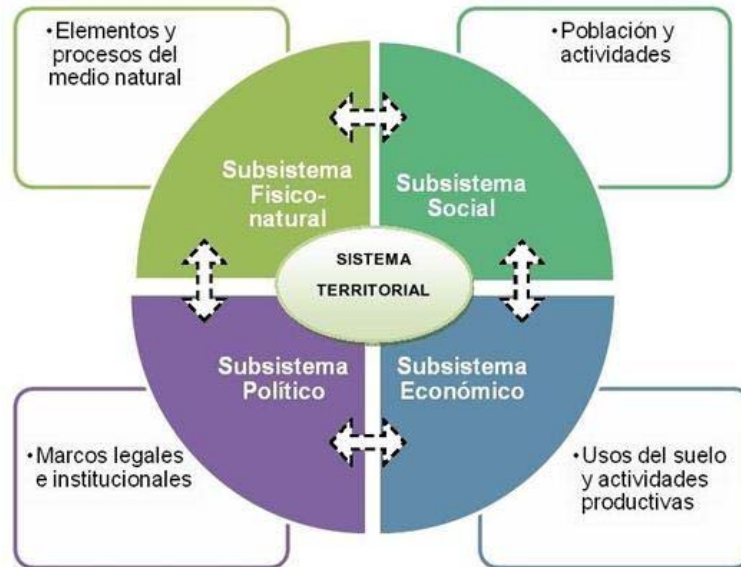 •Elementos y
procesos del
medio natural
•Población y
actividades
Subsistema
Fisico-
natural
Subsistema
Social
SISTEMA
TERRITORIAL
Subsistema
Político
Subsistema
Económico
•Marcos legales
e institucionales
•Usos del suelo
y actividades
productivas